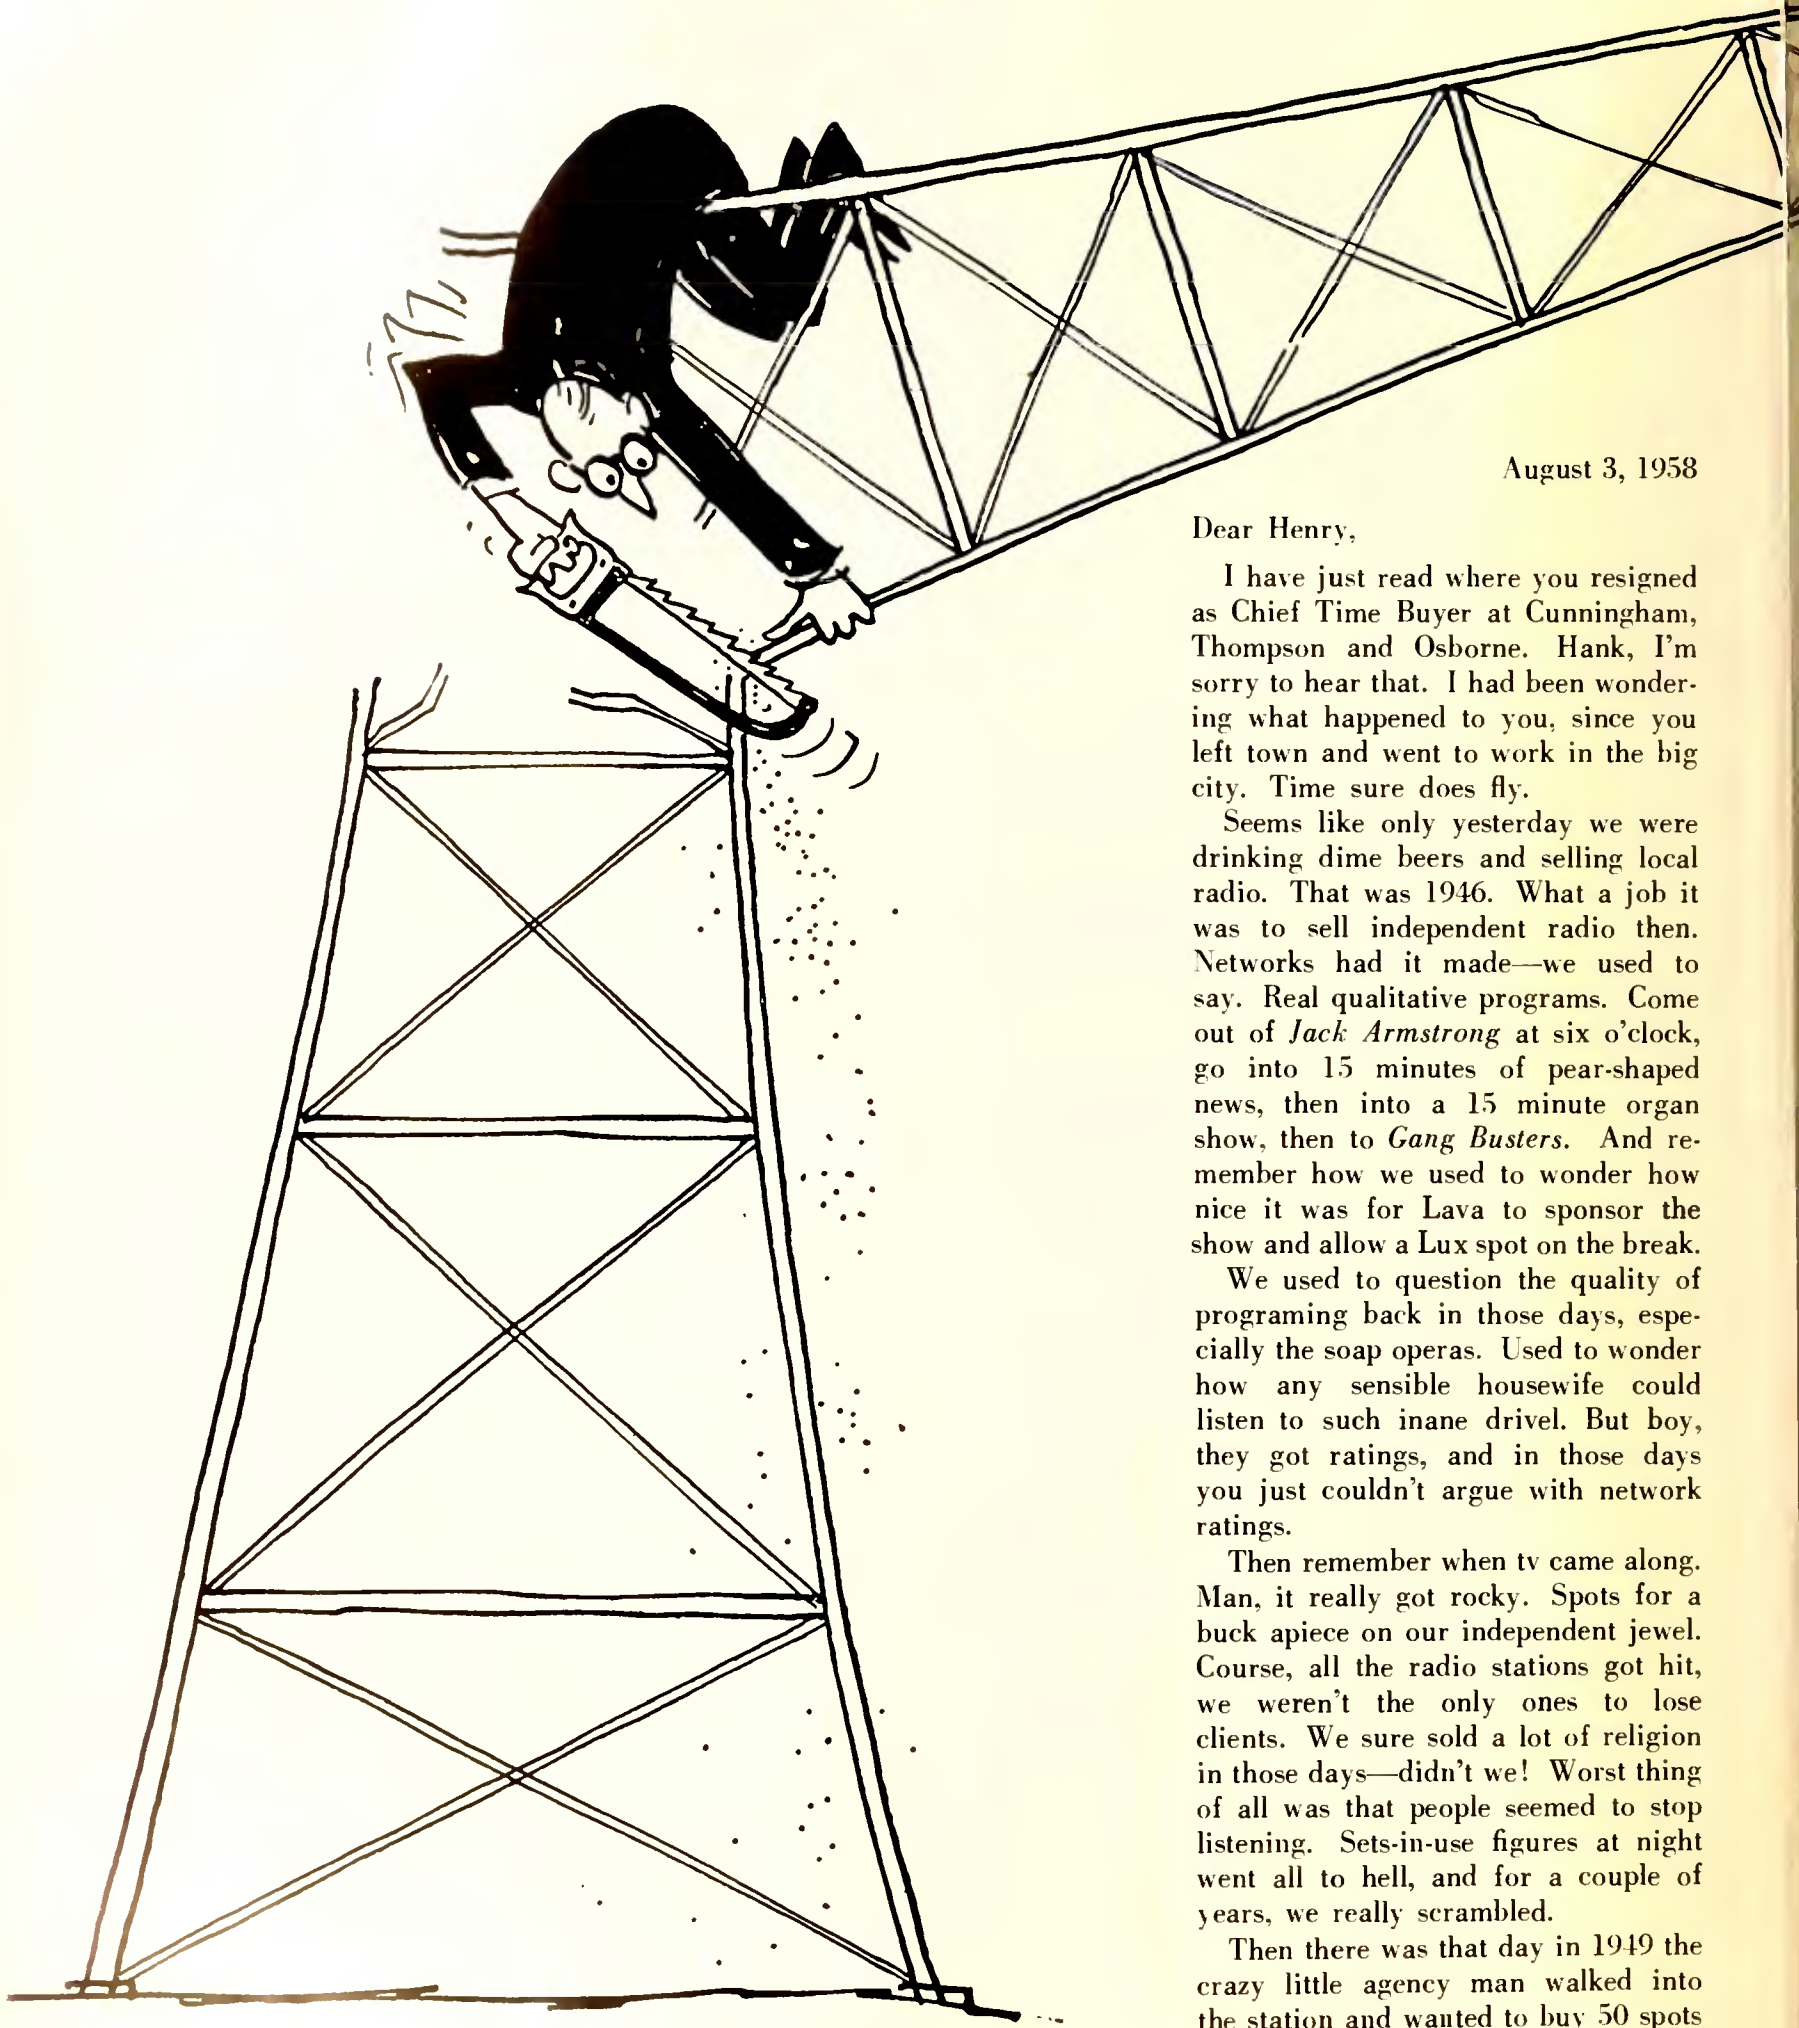 August 3, 1958
Dear Henry,
I have just read where you resigned
as Chief Time Buyer at Cunningham,
Thompson and Osborne. Hank, I'm
sorry to hear that. I had been wonder-
ing what happened to you, since you
left town and went to work in the big
city. Time sure does fly.
Seems like only yesterday we were
drinking dime beers and selling local
radio. That was 1946. What a job it
was to sell independent radio then.
Networks had it made—we used to
say. Real qualitative programs. Come
out of Jack Armstrong at six o'clock,
go into 15 minutes of pear-shaped
news, then into a 15 minute organ
show, then to Gang Busters. And re-
member how we used to wonder how
nice it was for Lava to sponsor the
show and allow a Lux spot on the break.
We used to question the quality of
programing back in those days, espe-
cially the soap operas. Used to wonder
how any sensible housewife could
listen to such inane drivel. But boy,
they got ratings, and in those days
you just couldn't argue with network
ratings.
Then remember when tv came along.
Man, it really got rocky. Spots for a
buck apiece on our independent jewel.
Course, all the radio stations got hit,
we weren't the only ones to lose
clients. We sure sold a lot of religion
in those days—didn't we! Worst thing
of all was that people seemed to stop
listening. Sets-in-use figures at night
went all to hell, and for a couple of
years, we really scrambled.
Then there was that day in 1949 the
crazy little agency man walked into
the station and wanted to buy 50 spots